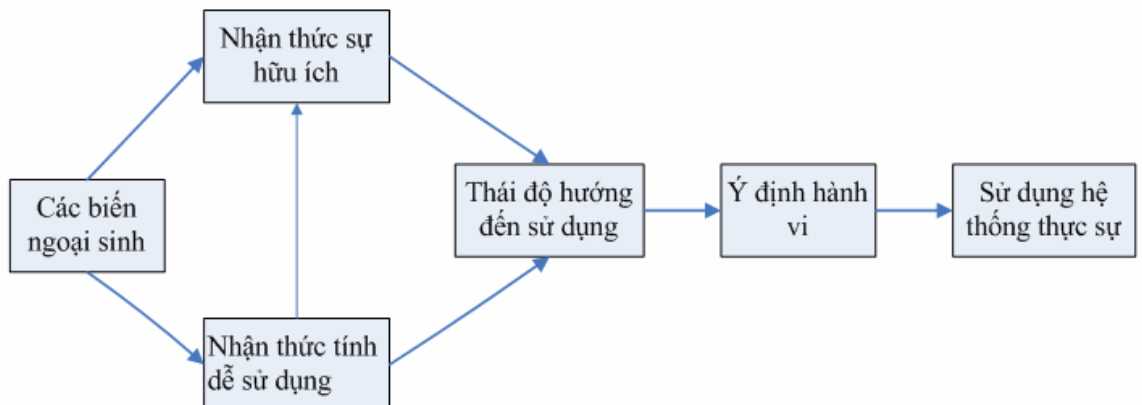 Nhận thức sự
hữu ích
Các biến
ngoại sinh
Nhận thức tính
dễ sử dụng
Thái độ hướng
đến sử dụng
Ý định hành
vi
Sử dụng hệ
thống thực sự